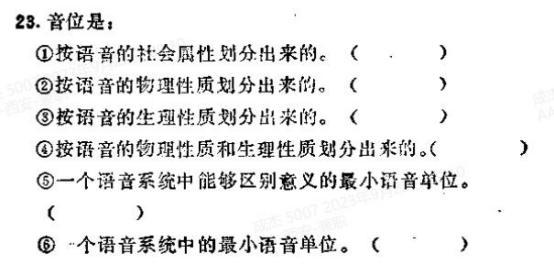 23. 音位是：
①按语音的社会属性划分出来的。（ ）
②按语音的物理性质划分出来的。（ ）
③按语音的生理性质划分出来的。（ ）
④按语音的物理性质和生理性质划分出来的。（ ）
⑤一个语音系统中能够区别意义的最小语音单位。
（ ）
⑥一个语音系统中的最小语音单位。（ ）